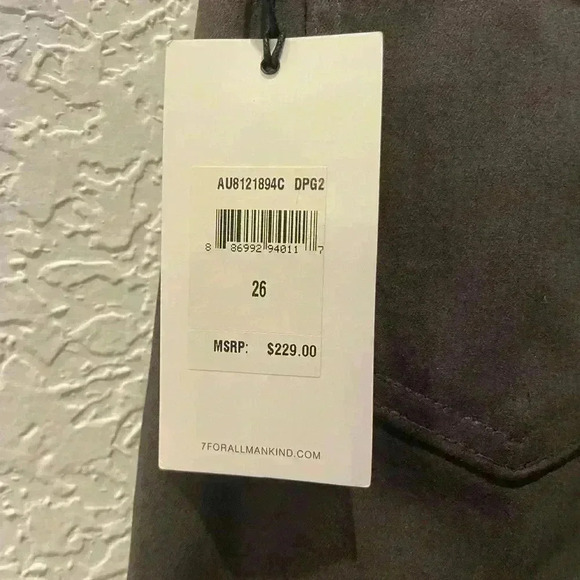 AU8121894C DPG2
8 86992 94011 7
26
MSRP: $229.00
7FORALLMANKIND.COM